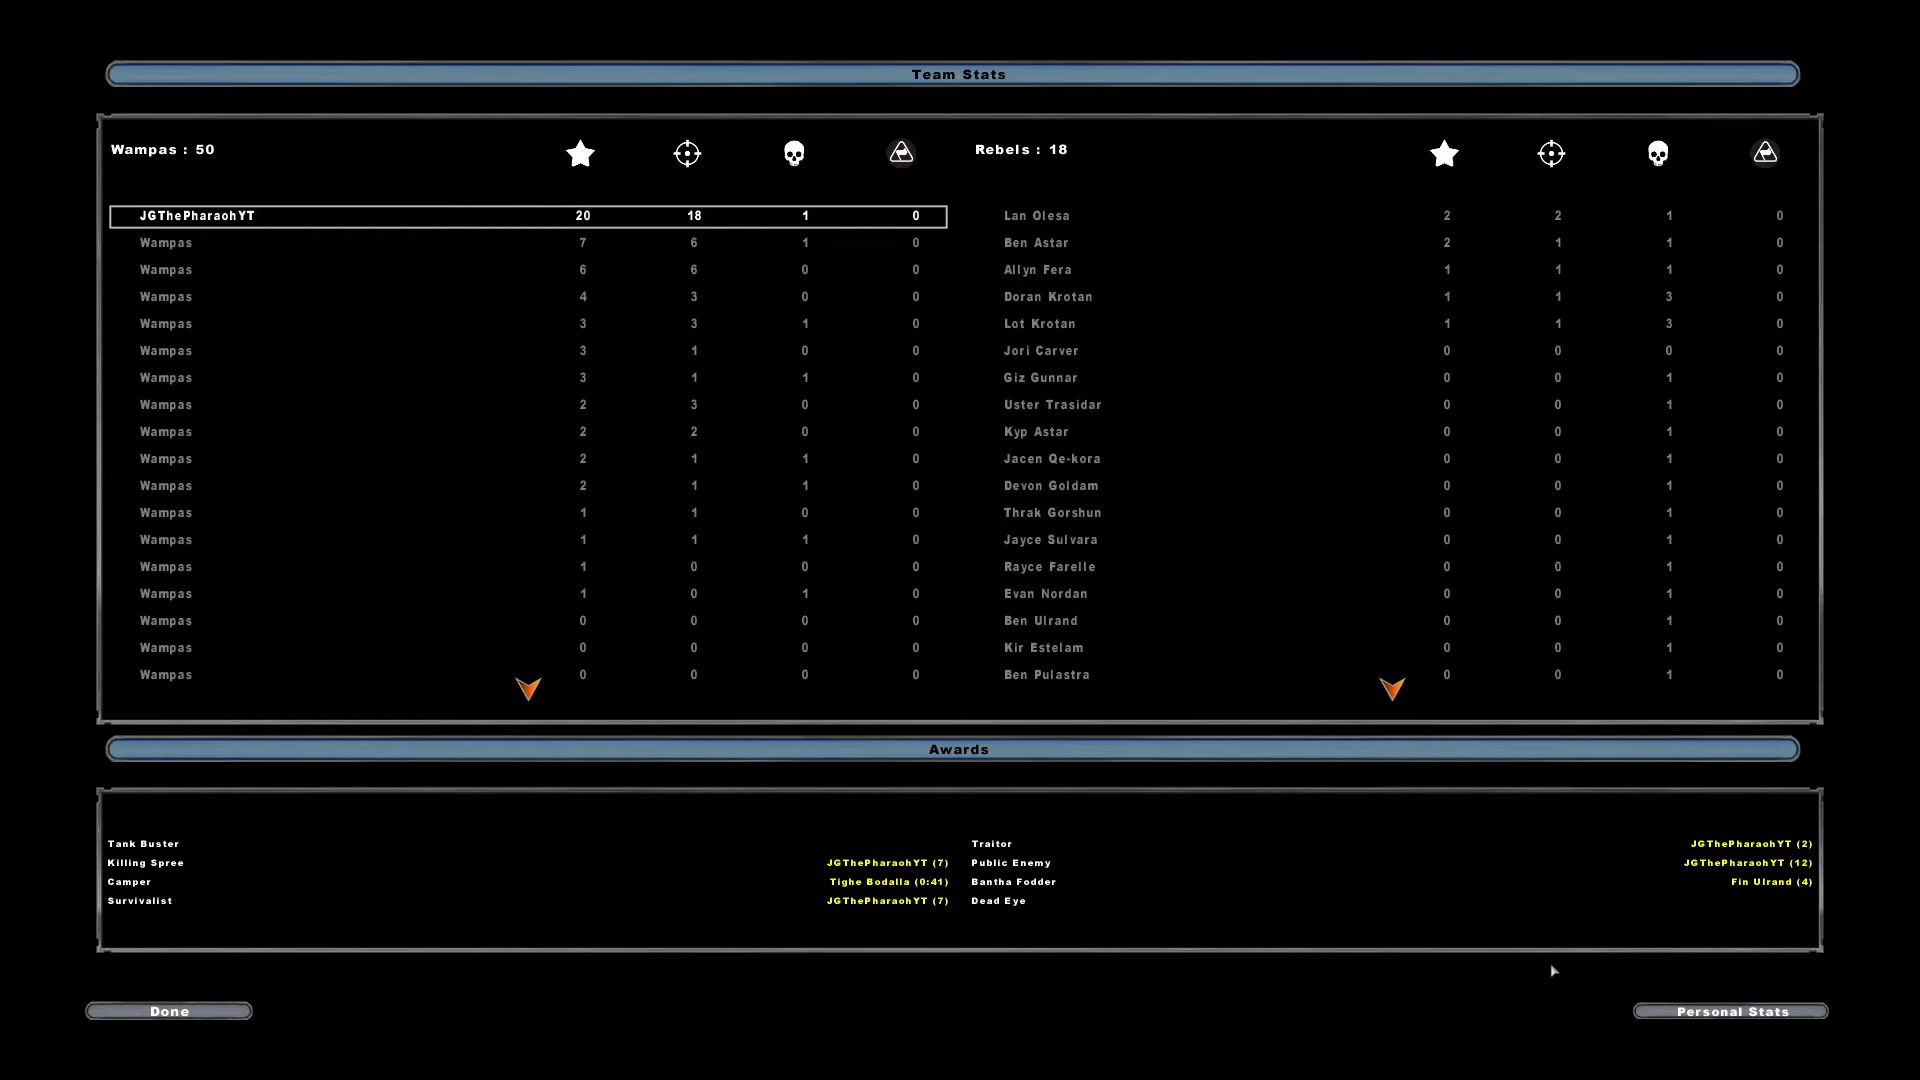 Team Stats
Wampas : 50
Rebels : 18
JGThePharaohYT 20 18 1 0
Lan Olesa 2 2 1 0
Wampas 7 6 1 0
Ben Astar 2 1 1 0
Wampas 6 6 0 0
Allyn Fera 1 1 1 0
Wampas 4 3 0 0
Doran Krotan 1 1 3 0
Wampas 3 3 1 0
Lot Krotan 1 1 3 0
Wampas 3 1 0 0
Jori Carver 0 0 0 0
Wampas 3 1 1 0
Giz Gunnar 0 0 1 0
Wampas 2 3 0 0
Uster Trasidar 0 0 1 0
Wampas 2 2 0 0
Kyp Astar 0 0 1 0
Wampas 2 1 1 0
Jacen Qe-kora 0 0 1 0
Wampas 2 1 1 0
Devon Goldam 0 0 1 0
Wampas 1 1 0 0
Thrak Gorshun 0 0 1 0
Wampas 1 1 1 0
Jayce Sulvara 0 0 1 0
Wampas 1 0 0 0
Rayce Farelle 0 0 1 0
Wampas 1 0 1 0
Evan Nordan 0 0 1 0
Wampas 0 0 0 0
Ben Ulrand 0 0 1 0
Wampas 0 0 0 0
Kir Estelam 0 0 1 0
Wampas 0 0 0 0
Ben Pulastra 0 0 1 0
Awards
Tank Buster
Traitor JGThePharaohYT (2)
Killing Spree JGThePharaohYT (7)
Public Enemy JGThePharaohYT (12)
Camper Tighe Bodalla (0:41)
Bantha Fodder Fin Ulrand (4)
Survivalist JGThePharaohYT (7)
Dead Eye
Done
Personal Stats